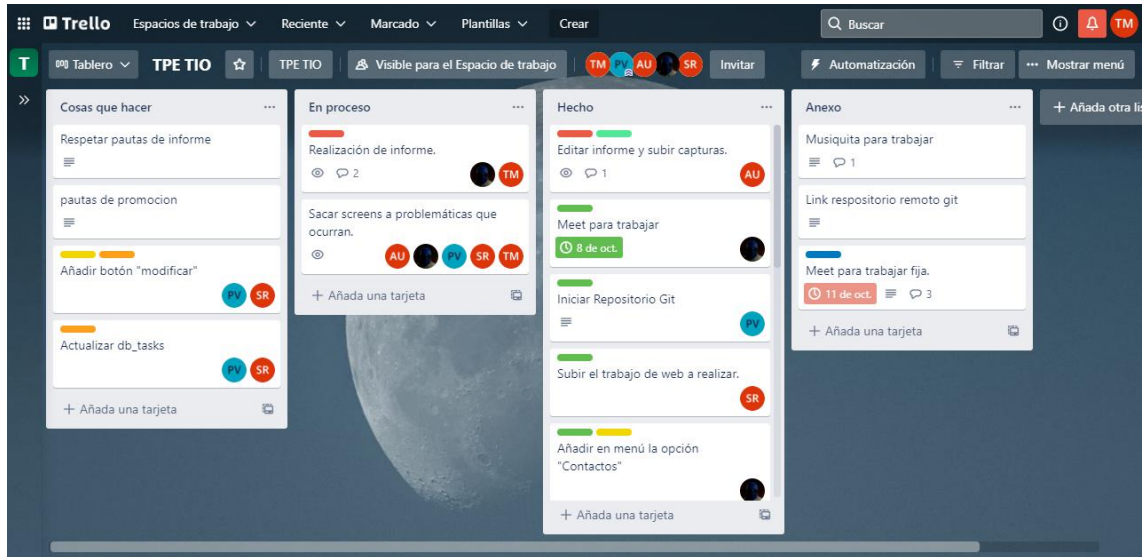 Trello
Espacios de trabajo
Reciente
Marcado
Plantillas
Crear
Buscar
TM
T
Tablero
TPE TIO
TPE TIO
Visible para el Espacio de trabajo
TM
PV
AU
SR
Invitar
Automatización
Filtrar
Mostrar menú
Cosas que hacer
Respetar pautas de informe
pautas de promocion
Añadir botón "modificar"
PV
SR
Actualizar db_tasks
PV
SR
+ Añada una tarjeta
En proceso
Realización de informe.
2
TM
Sacar screens a problemáticas que
ocurran.
AU
PV
SR
TM
+ Añada una tarjeta
Hecho
Editar informe y subir capturas.
1
AU
Meet para trabajar
8 de oct.
Iniciar Repositorio Git
PV
Subir el trabajo de web a realizar.
SR
Añadir en menú la opción
"Contactos"
+ Añada una tarjeta
Anexo
Musiquita para trabajar
1
Link respositorio remoto git
Meet para trabajar fija.
11 de oct.
3
+ Añada una tarjeta
+ Añada otra lis